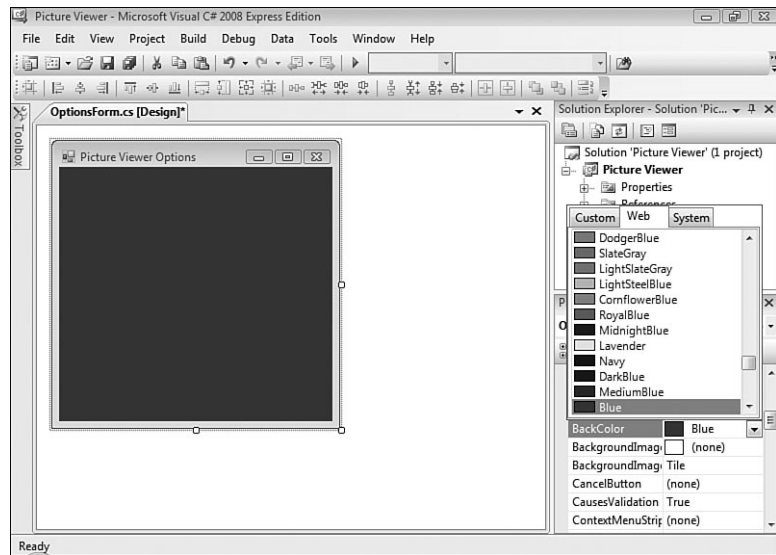 Picture Viewer - Microsoft Visual C# 2008 Express Edition
File Edit View Project Build Debug Data Tools Window Help
OptionsForm.cs [Design]*
Toolbox
Picture Viewer Options
Solution Explorer - Solution 'Pic...
Solution 'Picture Viewer' (1 project)
Picture Viewer
Properties
References
Custom Web System
DodgerBlue
SlateGray
LightSlateGray
LightSteelBlue
CornflowerBlue
RoyalBlue
MidnightBlue
Lavender
Navy
DarkBlue
MediumBlue
Blue
P
O
BackColor Blue
BackgroundImag (none)
BackgroundImag Tile
CancelButton (none)
CausesValidation True
ContextMenuStrip (none)
Ready